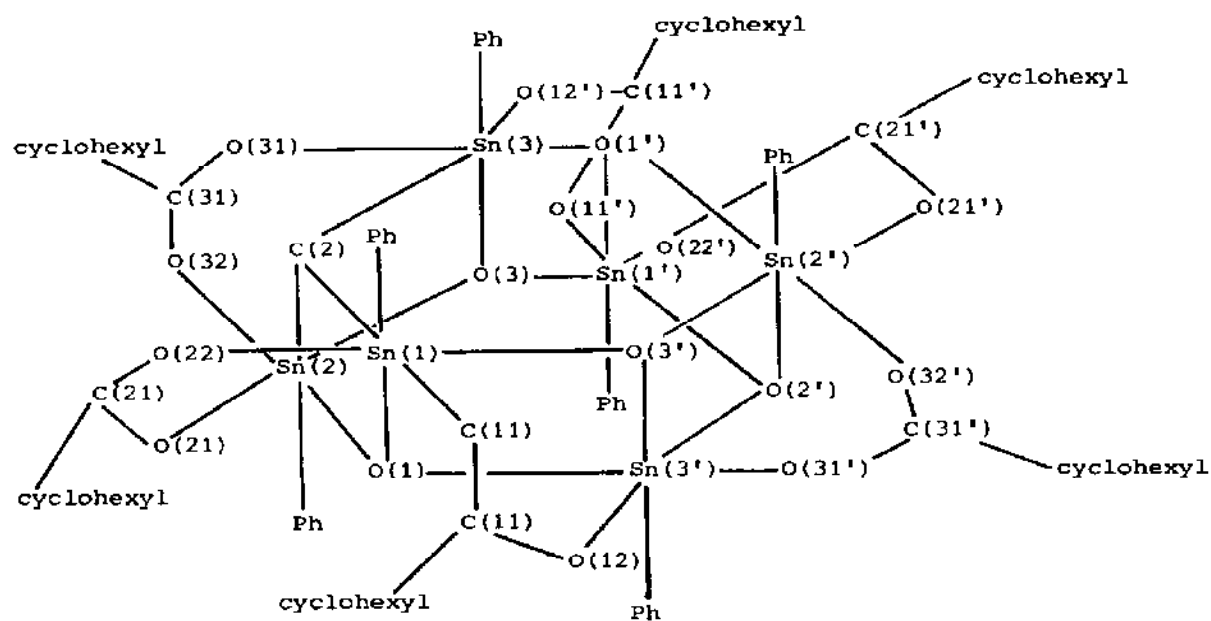 cyclohexyl
Ph
cyclohexyl
O(12') C(11')
C(21')
cyclohexyl
O(31)
Sn(3)
O(1')
Ph
C(31)
O(11')
O(21')
O(32)
C(2)
Ph
O(22')
Sn(2')
O(3)
Sn(1')
O(22)
Sn(2)
Sn(1)
O(3')
O(32')
C(21)
Ph
O(2')
O(21)
C(11)
C(31')
cyclohexyl
O(1)
Sn(3')
O(31')
cyclohexyl
Ph
C(11)
O(12)
cyclohexyl
Ph